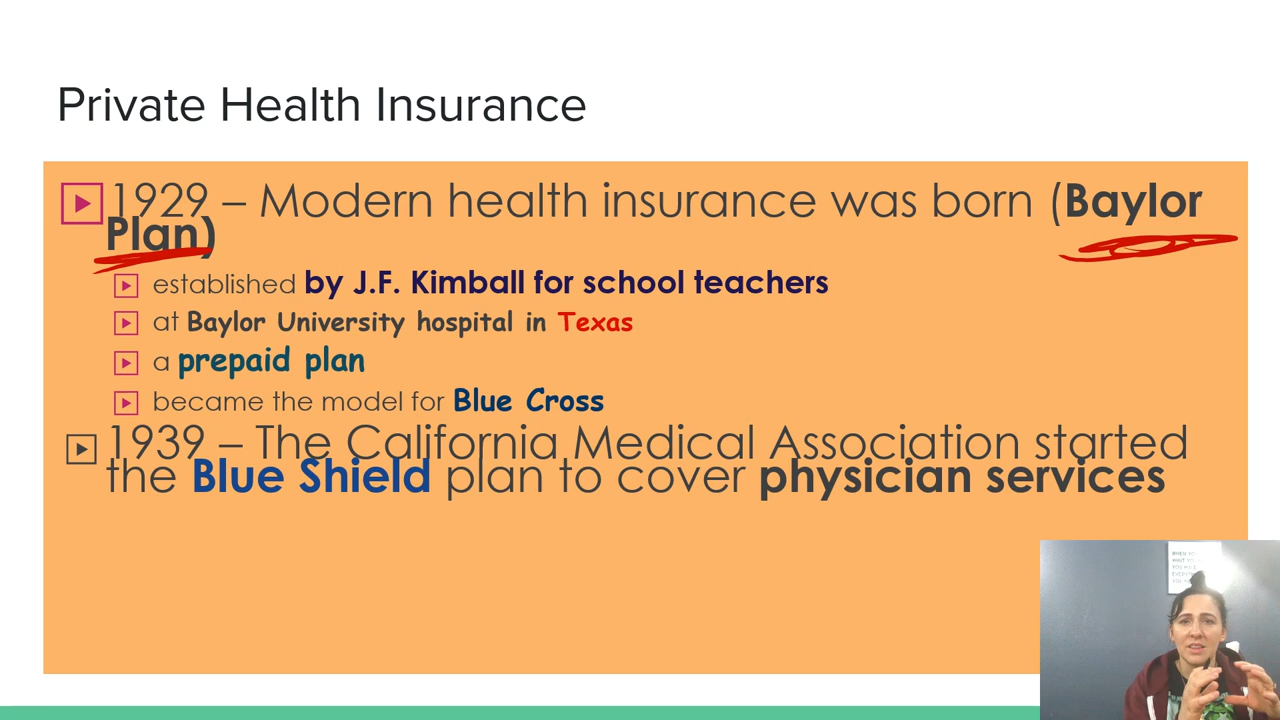 Private Health Insurance
1929 – Modern health insurance was born (Baylor
Plan)
established by J.F. Kimball for school teachers
at Baylor University hospital in Texas
a prepaid plan
became the model for Blue Cross
1939 – The California Medical Association started
the Blue Shield plan to cover physician services